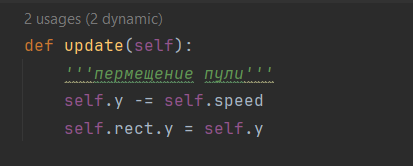 2 usages (2 dynamic)
def update(self):
'''пермещение пули'''
self.y -= self.speed
self.rect.y = self.y